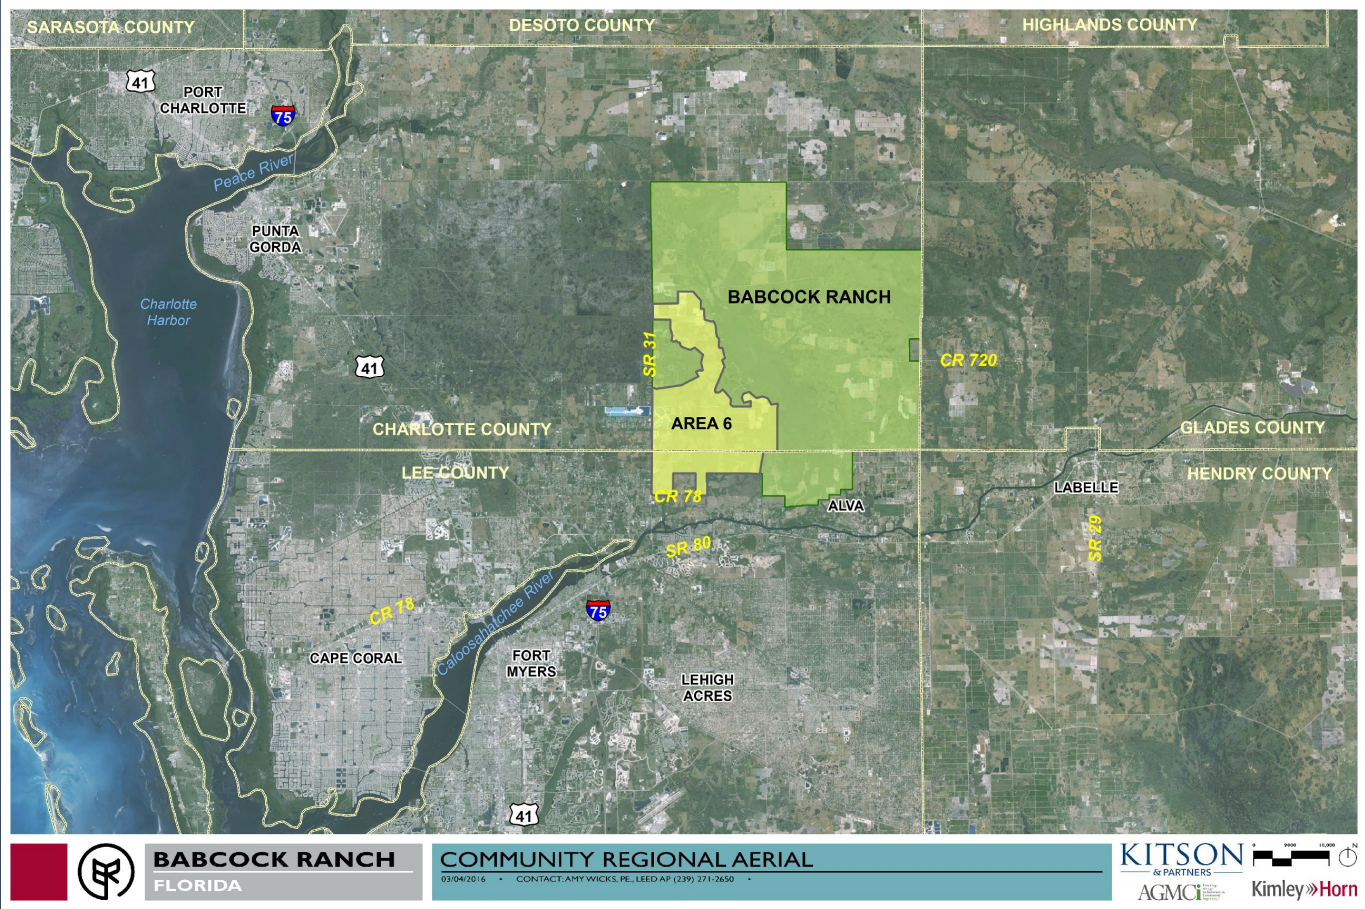 SARASOTA COUNTY
DESOTO COUNTY
HIGHLANDS COUNTY
41
PORT
CHARLOTTE
75
Peace River
PUNTA
GORDA
Charlotte
Harbor
BABCOCK RANCH
SR 31
CR 720
41
AREA 6
CHARLOTTE COUNTY
GLADES COUNTY
LEE COUNTY
HENDRY COUNTY
LABELLE
CR 78
ALVA
SR 29
SR 80
Caloosahatchee River
75
CR 78
CAPE CORAL
FORT
MYERS
LEHIGH
ACRES
41
BABCOCK RANCH
FLORIDA
COMMUNITY REGIONAL AERIAL
03/04/2016 • CONTACT: AMY WICKS, PE., LEED AP (239) 271-2650 •
KITSON
& PARTNERS
AGMCi
0 9000 18,000
N
Kimley»Horn